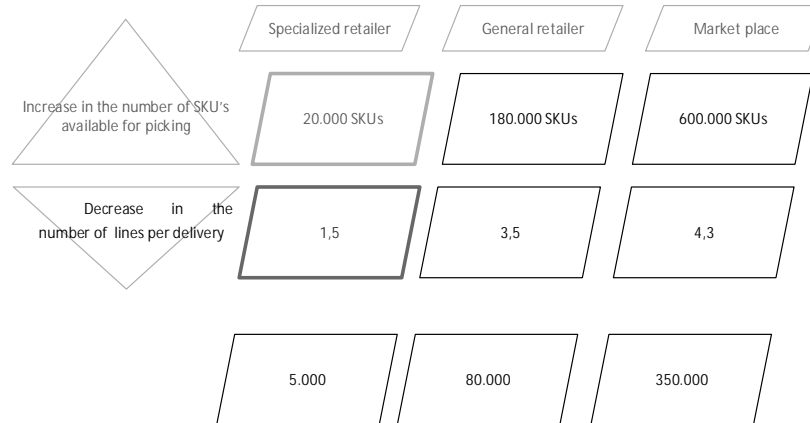 Specialized retailer
General retailer
Market place
Increase in the number of SKU's
available for picking
20.000 SKUs
180.000 SKUs
600.000 SKUs
Decrease in the
number of lines per delivery
1,5
3,5
4,3
5.000
80.000
350.000